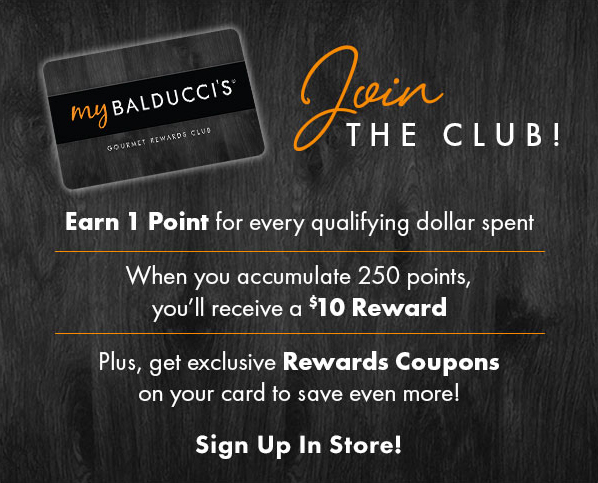 my BALDUCCI'S
GOURMET REWARDS CLUB
Join
THE CLUB!
Earn 1 Point for every qualifying dollar spent
When you accumulate 250 points,
you'll receive a $10 Reward
Plus, get exclusive Rewards Coupons
on your card to save even more!
Sign Up In Store!